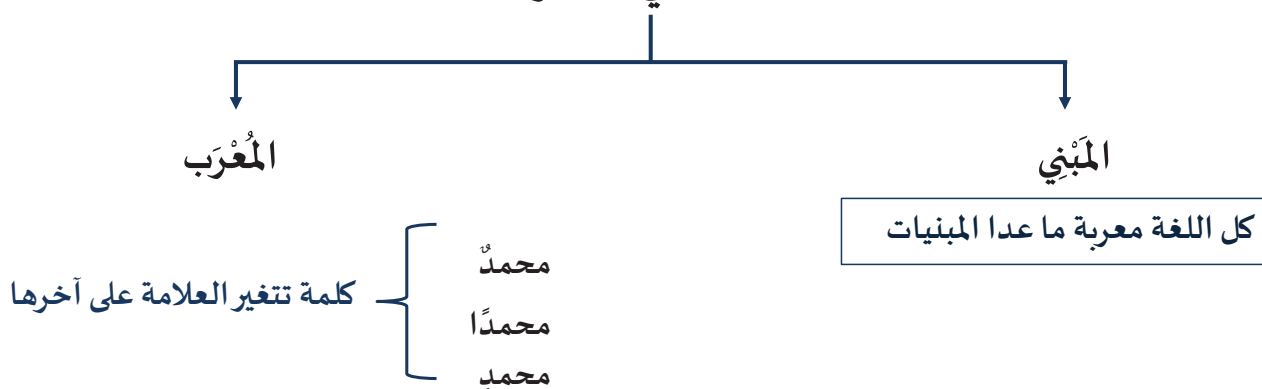 المَبْنِي
المُعْرَب
كل اللغة معربة ما عدا المبنيات
محمدٌ
كلمة تتغير العلامة على آخرها
محمدًا
محمدٍ